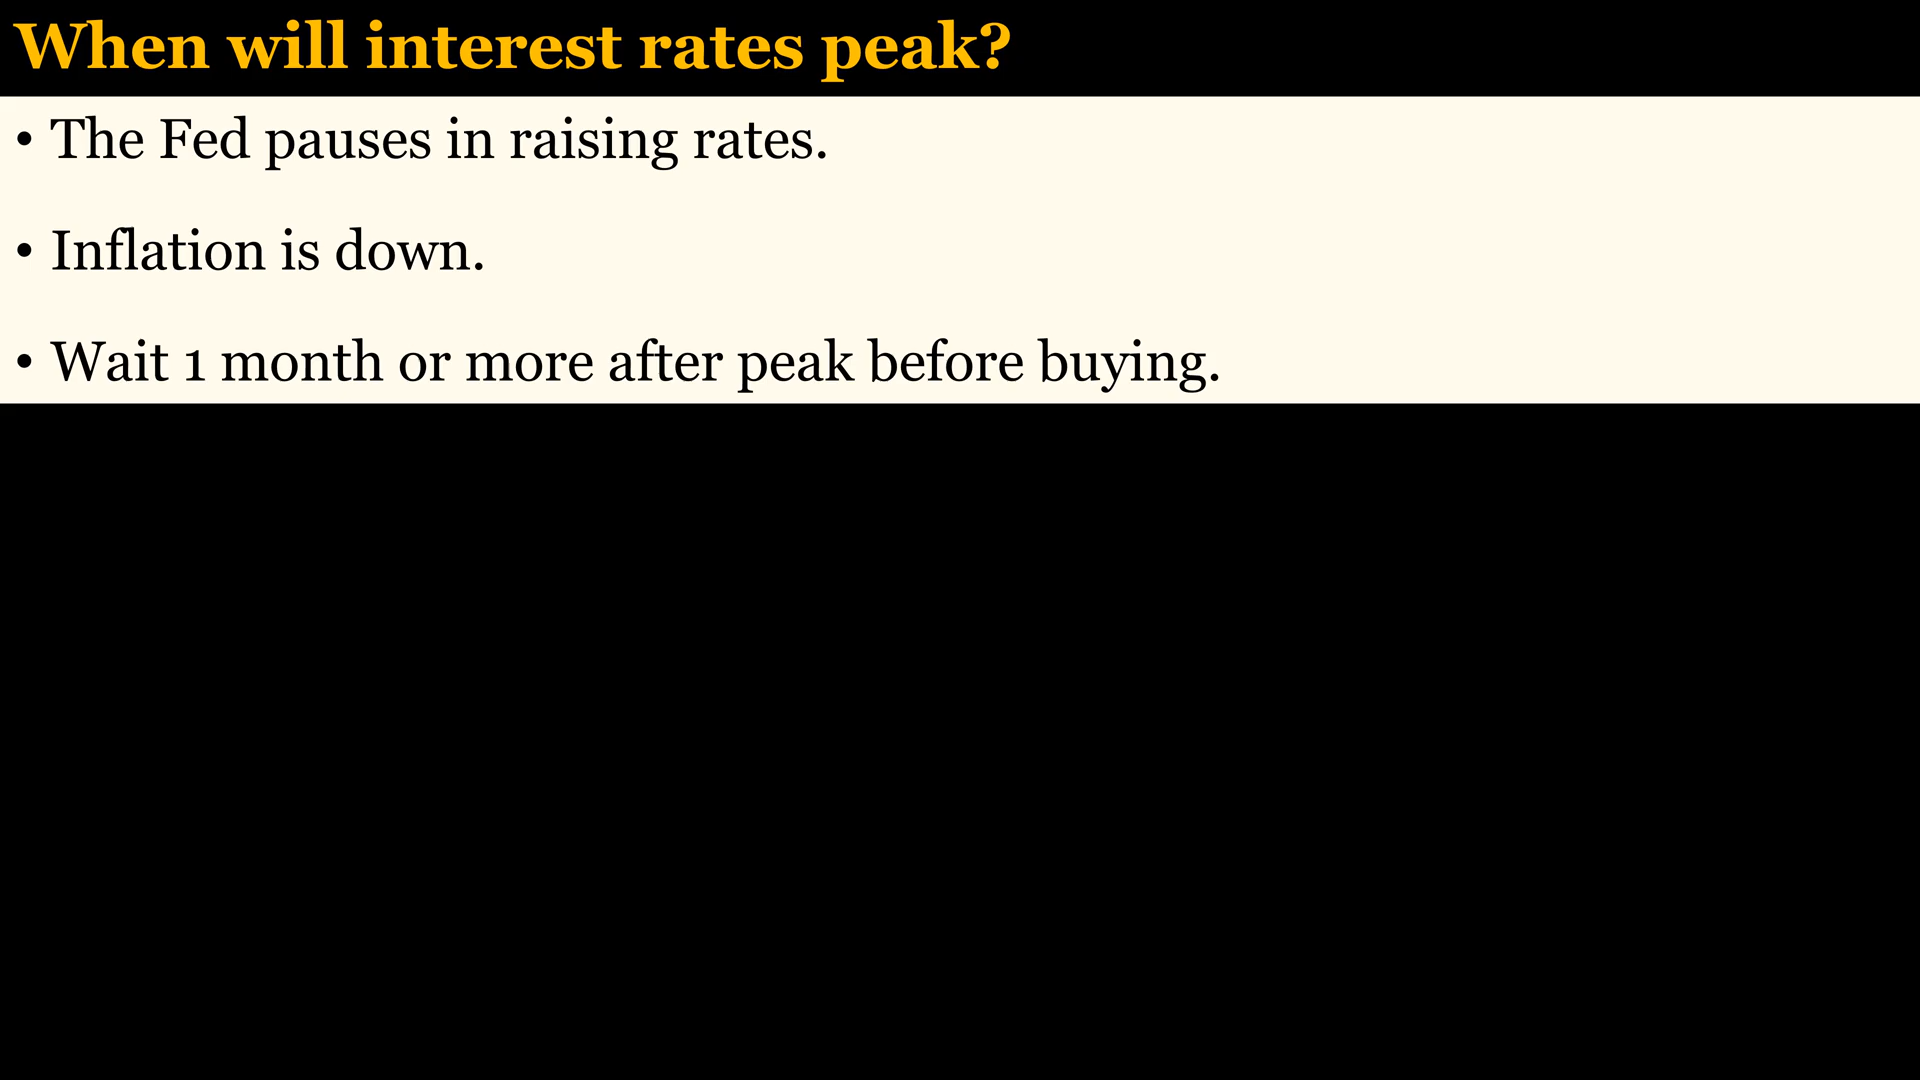 When will interest rates peak?
• The Fed pauses in raising rates.
• Inflation is down.
• Wait 1 month or more after peak before buying.